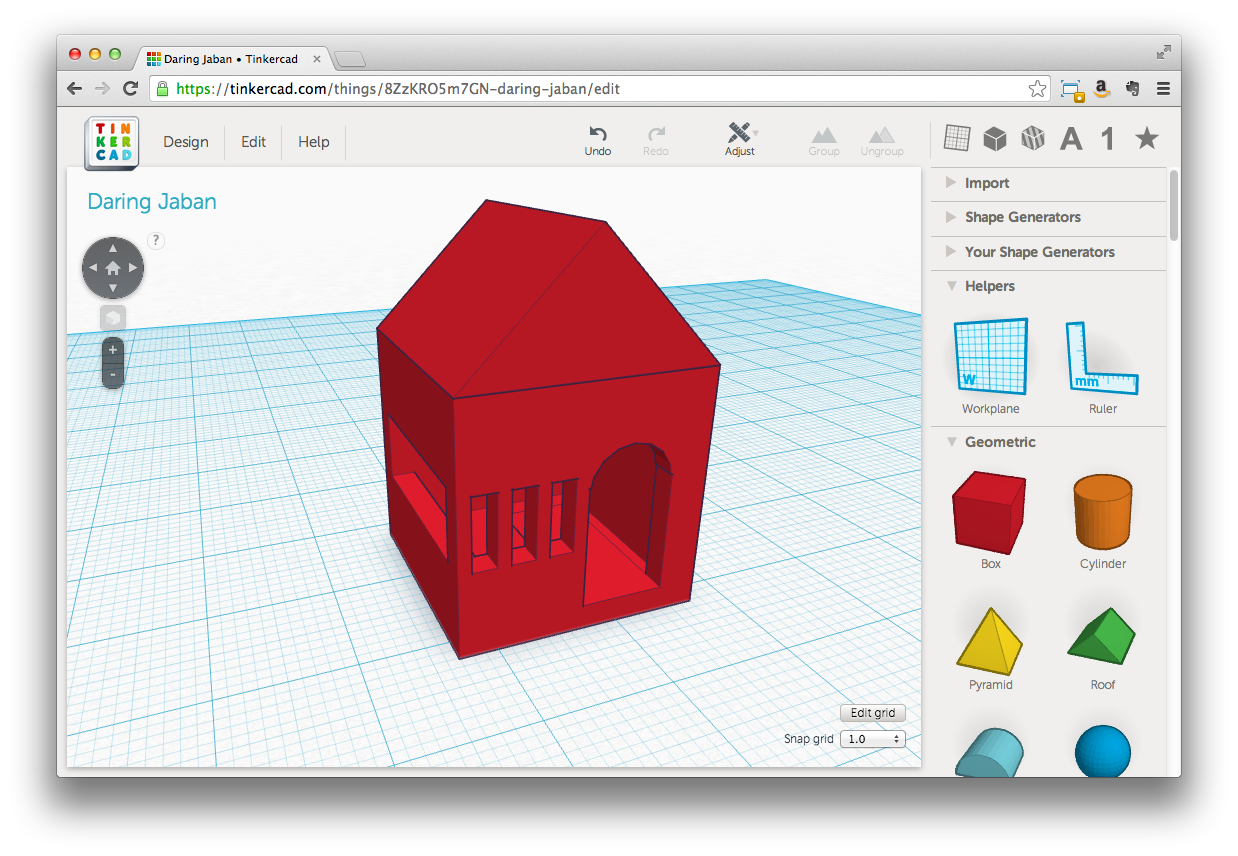 Daring Jaban • Tinkercad
https://tinkercad.com/things/8ZzKRO5m7GN-daring-jaban/edit
TIN
KER
CAD
Design
Edit
Help
Undo
Redo
Adjust
Group
Ungroup
A
1
Daring Jaban
?
+
-
Import
Shape Generators
Your Shape Generators
Helpers
W
mm
Workplane
Ruler
Geometric
Box
Cylinder
Pyramid
Roof
Edit grid
Snap grid 1.0